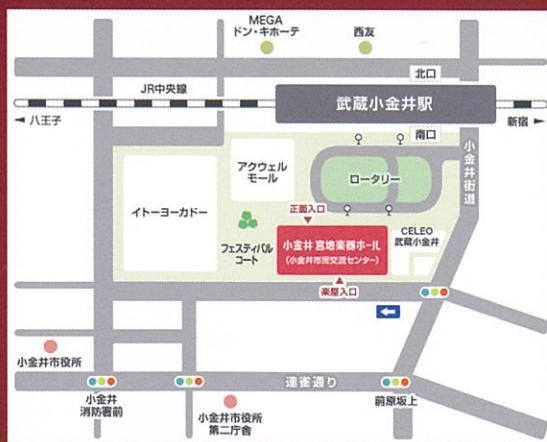 MEGA
ドン・キホーテ
西友
北口
JR中央線
武蔵小金井駅
◄ 八王子
新宿 ►
南口
小金井街道
アクウェル
モール
ロータリー
イトーヨーカドー
正面入口
フェスティバル
コート
小金井 宮地楽器ホール
(小金井市民交流センター)
CELEO
武蔵小金井
楽屋入口
小金井市役所
連雀通り
小金井
消防署前
小金井市役所
第二庁舎
前原坂上